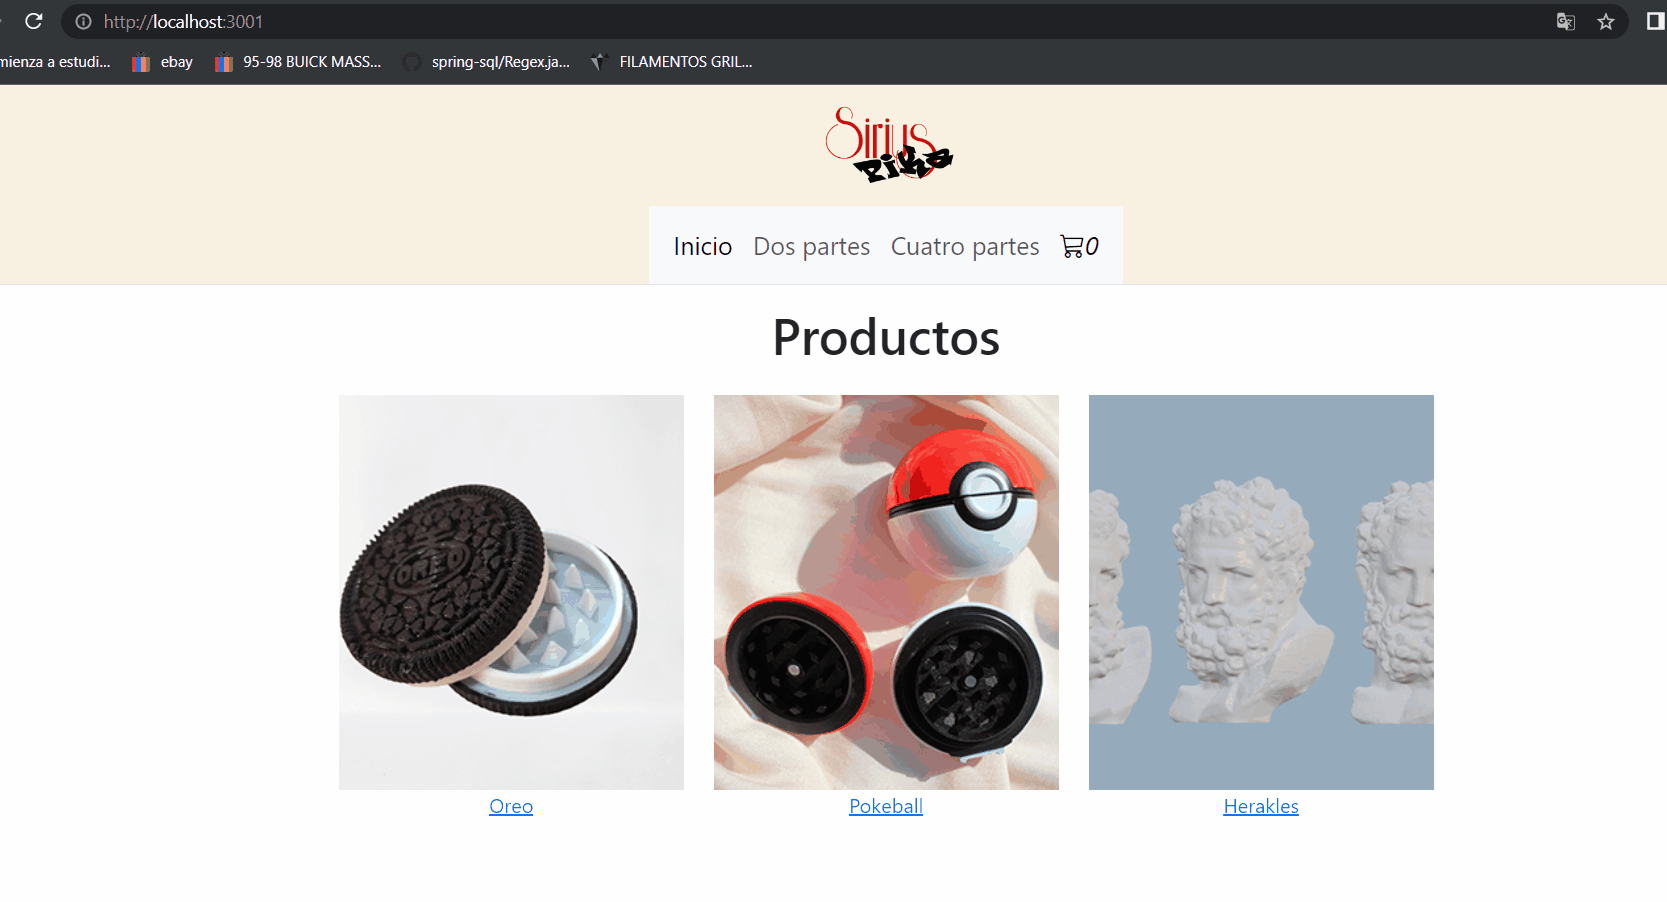 http://localhost:3001
mienza a estudi...
ebay
95-98 BUICK MASS...
spring-sql/Regex.ja...
FILAMENTOS GRIL...
Sirius
Pika
Inicio
Dos partes
Cuatro partes
0
Productos
OREO
Oreo
Pokeball
Herakles